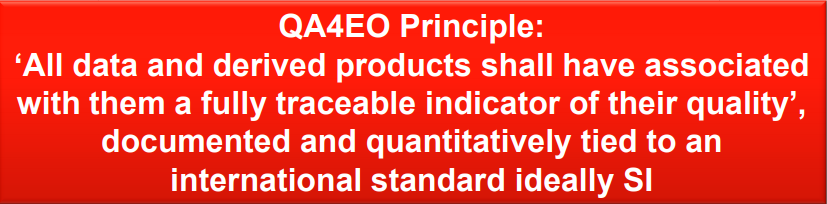 QA4EO Principle:
‘All data and derived products shall have associated
with them a fully traceable indicator of their quality’,
documented and quantitatively tied to an
international standard ideally SI